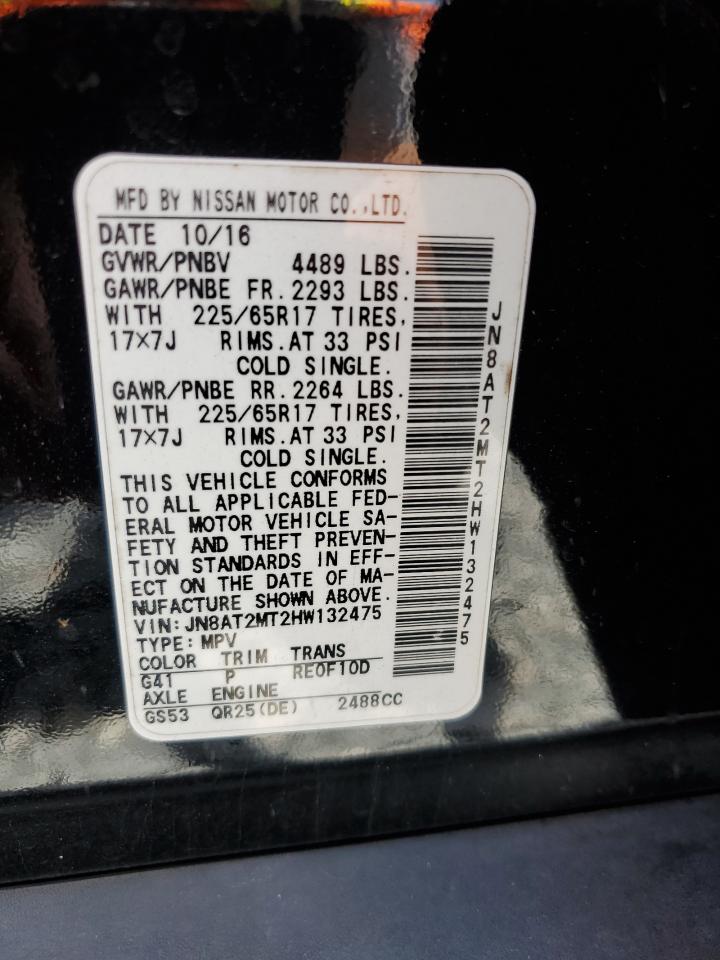 MFD BY NISSAN MOTOR CO.,LTD.
DATE 10/16
GVWR/PNBV 4489 LBS.
GAWR/PNBE FR. 2293 LBS.
WITH 225/65R17 TIRES,
17×7J RIMS.AT 33 PSI
COLD SINGLE.
GAWR/PNBE RR. 2264 LBS.
WITH 225/65R17 TIRES,
17×7J RIMS.AT 33 PSI
COLD SINGLE.
THIS VEHICLE CONFORMS
TO ALL APPLICABLE FED-
ERAL MOTOR VEHICLE SA-
FETY AND THEFT PREVEN-
TION STANDARDS IN EFF-
ECT ON THE DATE OF MA-
NUFACTURE SHOWN ABOVE.
VIN: JN8AT2MT2HW132475
TYPE: MPV
COLOR TRIM TRANS
G41 P RE0F10D
AXLE ENGINE
GS53 QR25(DE) 2488CC
JN8AT2MT2HW132475